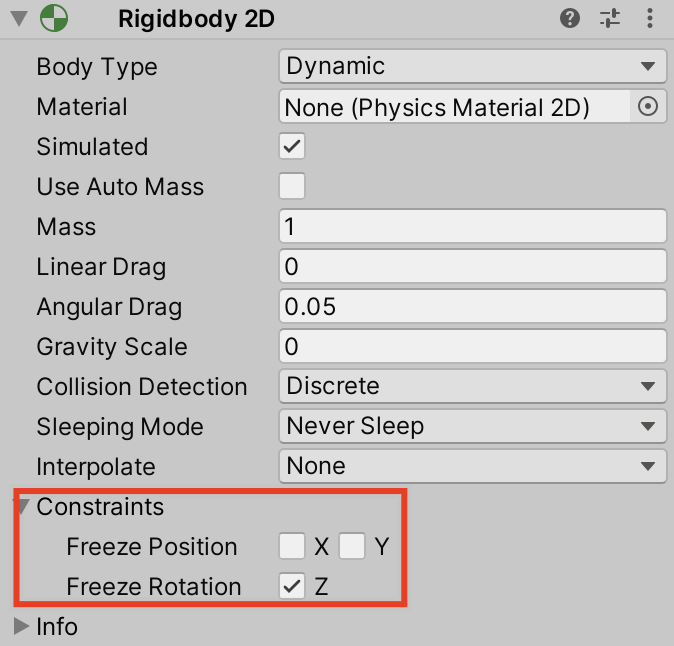 Rigidbody 2D
Body Type Dynamic
Material None (Physics Material 2D)
Simulated
Use Auto Mass
Mass 1
Linear Drag 0
Angular Drag 0.05
Gravity Scale 0
Collision Detection Discrete
Sleeping Mode Never Sleep
Interpolate None
Constraints
Freeze Position X Y
Freeze Rotation Z
Info